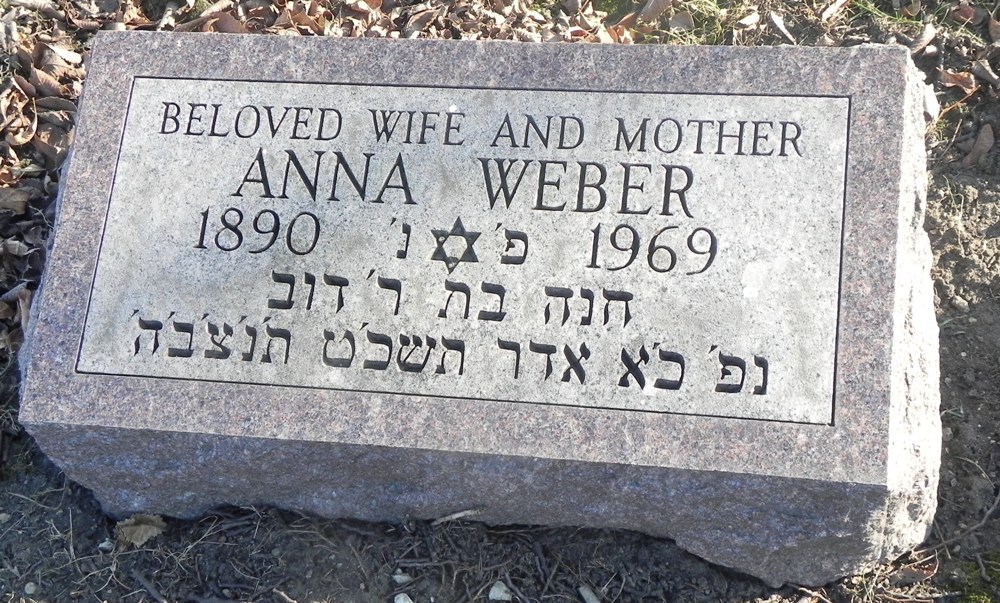 BELOVED WIFE AND MOTHER
ANNA WEBER
1890 פ' נ' 1969
חנה בת ר' דוב
נפ' כ'א אדר תשכ'ט ת'נ'צ'ב'ה'